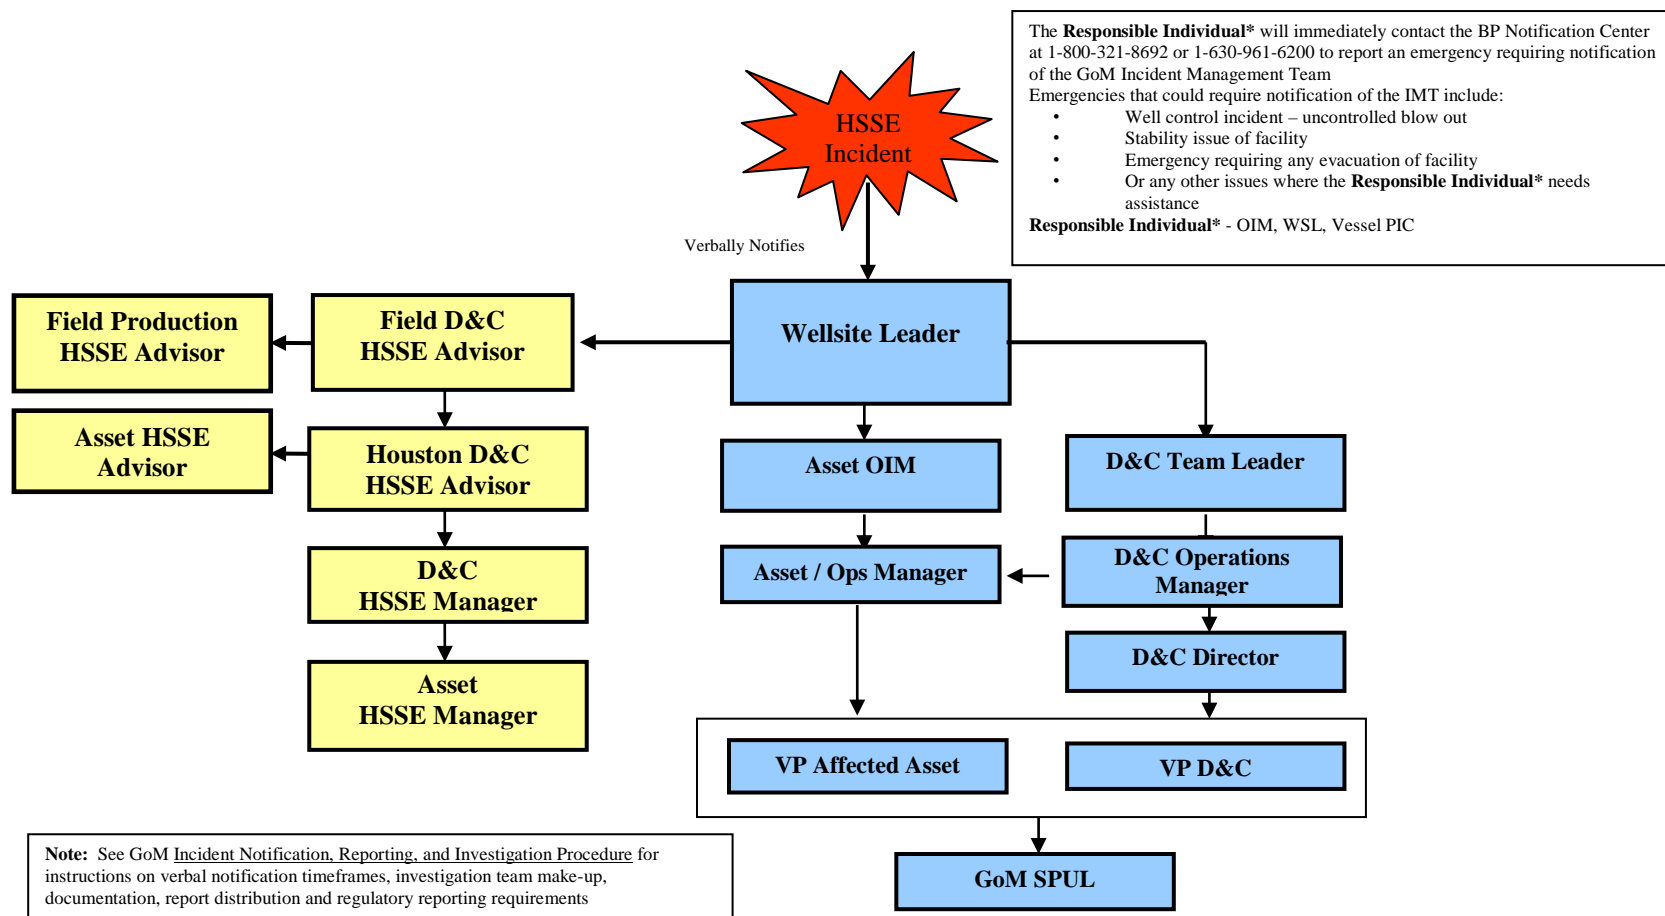 The Responsible Individual* will immediately contact the BP Notification Center
at 1-800-321-8692 or 1-630-961-6200 to report an emergency requiring notification
of the GoM Incident Management Team
Emergencies that could require notification of the IMT include:
• Well control incident – uncontrolled blow out
• Stability issue of facility
• Emergency requiring any evacuation of facility
• Or any other issues where the Responsible Individual* needs
assistance
Responsible Individual* - OIM, WSL, Vessel PIC
HSSE
Incident
Verbally Notifies
Field Production
HSSE Advisor
Field D&C
HSSE Advisor
Wellsite Leader
Asset HSSE
Advisor
Houston D&C
HSSE Advisor
Asset OIM
D&C Team Leader
D&C
HSSE Manager
Asset / Ops Manager
D&C Operations
Manager
D&C Director
Asset
HSSE Manager
VP Affected Asset
VP D&C
GoM SPUL
Note: See GoM Incident Notification, Reporting, and Investigation Procedure for
instructions on verbal notification timeframes, investigation team make-up,
documentation, report distribution and regulatory reporting requirements